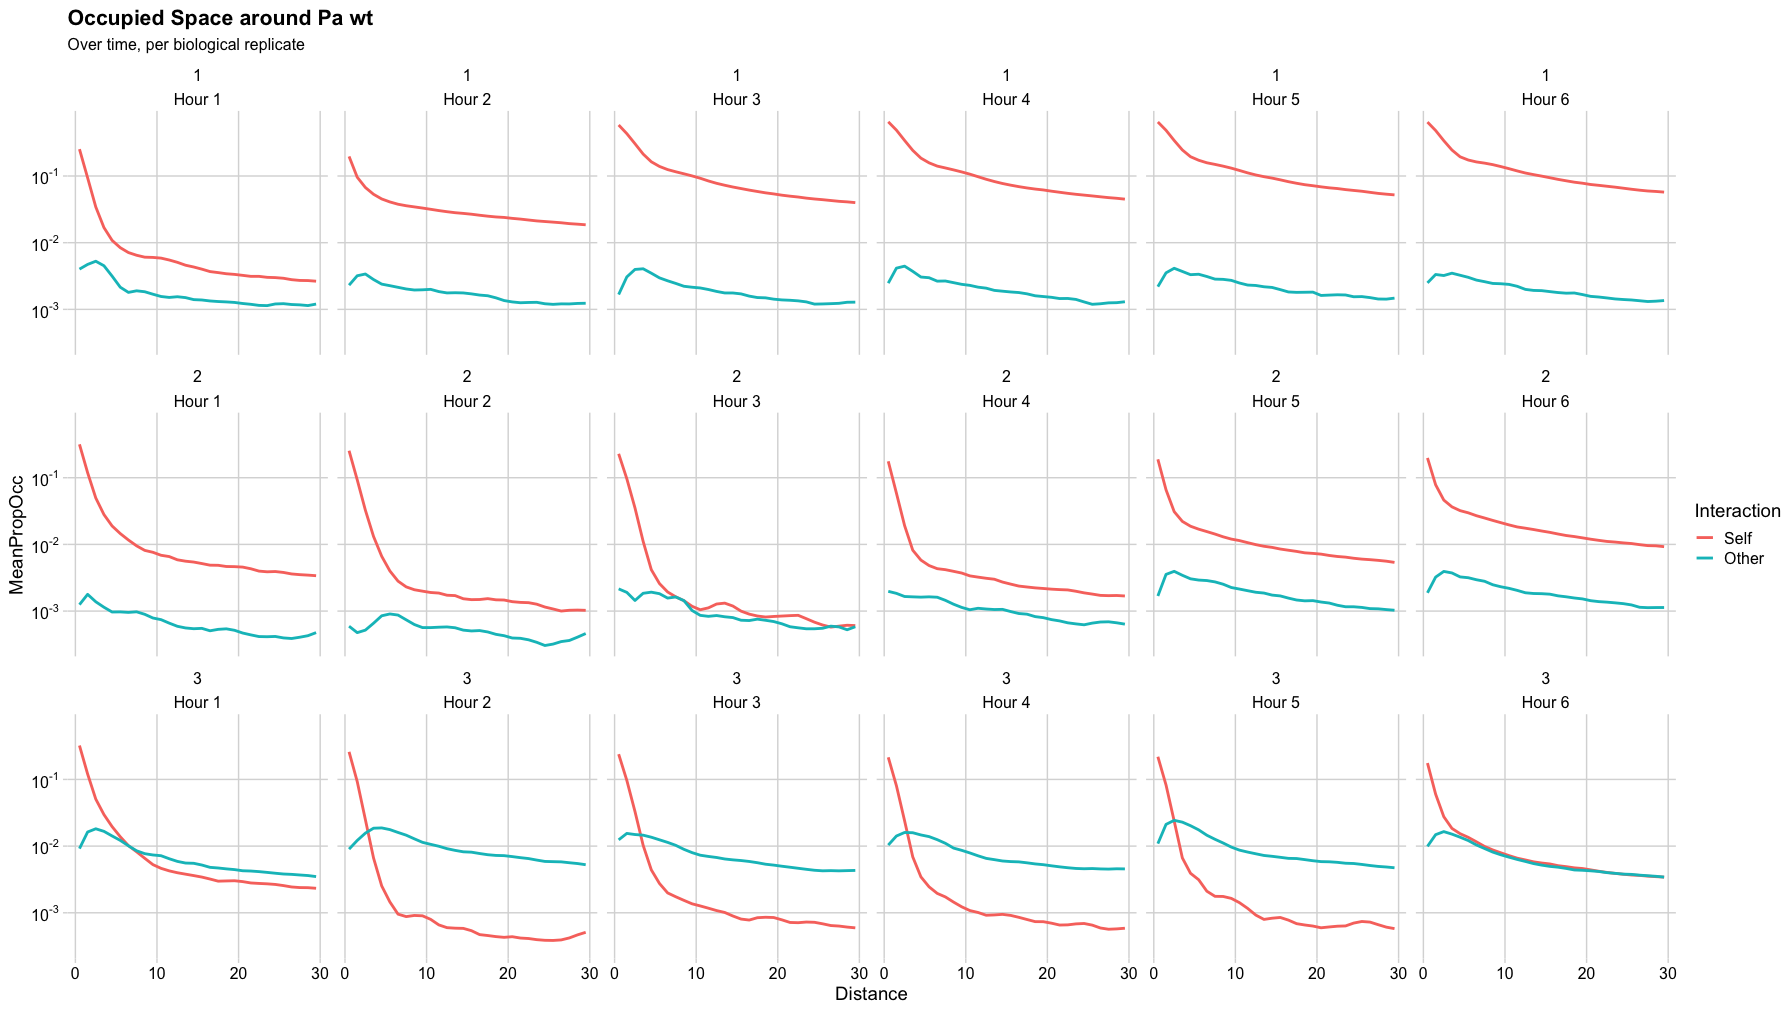 Occupied Space around Pa wt
Over time, per biological replicate
1 1 1 1 1 1
Hour 1 Hour 2 Hour 3 Hour 4 Hour 5 Hour 6
10-1
10-2
10-3
2 2 2 2 2 2
Hour 1 Hour 2 Hour 3 Hour 4 Hour 5 Hour 6
10-1
10-2
10-3
3 3 3 3 3 3
Hour 1 Hour 2 Hour 3 Hour 4 Hour 5 Hour 6
10-1
10-2
10-3
0 10 20 30 0 10 20 30 0 10 20 30 0 10 20 30 0 10 20 30 0 10 20 30
Distance
MeanPropOcc
Interaction
Self
Other